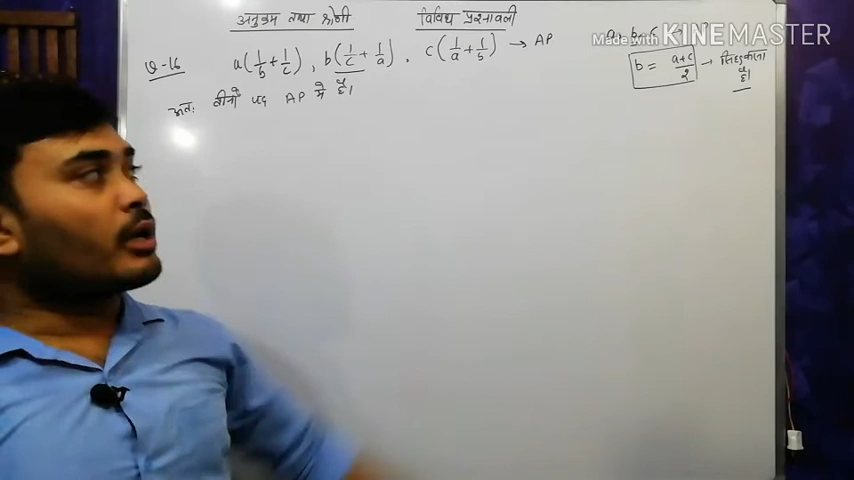 अनुक्रम तथा श्रेणी विविध प्रश्नावली
Made with KINEMASTER
Q-16 a(1/b + 1/c), b(1/c + 1/a), c(1/a + 1/b) → AP
b = a+c/2 → सिद्ध करना है।
अतः तीनों पद AP में है।